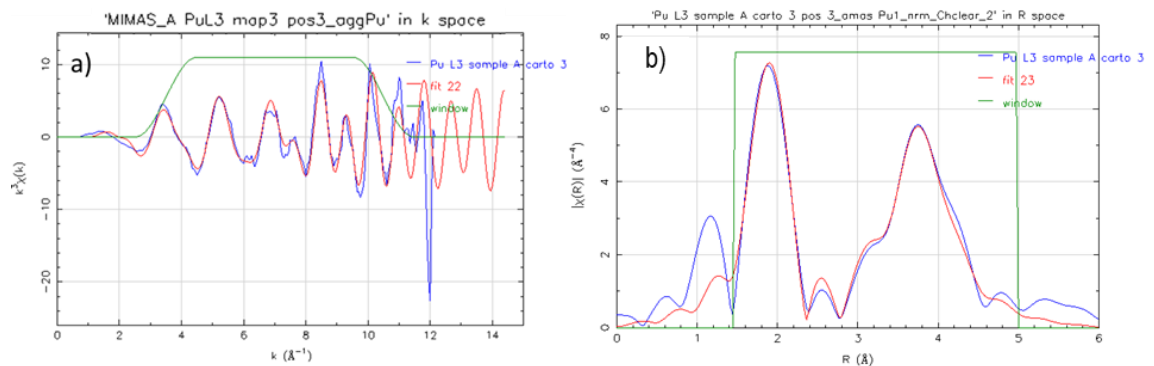 'MIMAS_A PuL3 map3 pos3_aggPu' in k space
a)
Pu L3 sample A carto 3
fit 22
window
10
0
-10
-20
k³χ(k)
0 2 4 6 8 10 12 14
k (Å⁻¹)
'Pu L3 sample A carto 3 pos 3_amas Pu1_nrm_Chclear_2' in R space
b)
Pu L3 sample A carto 3
fit 23
window
8
6
4
2
0
|χ(R)| (Å⁻⁴)
0 1 2 3 4 5 6
R (Å)